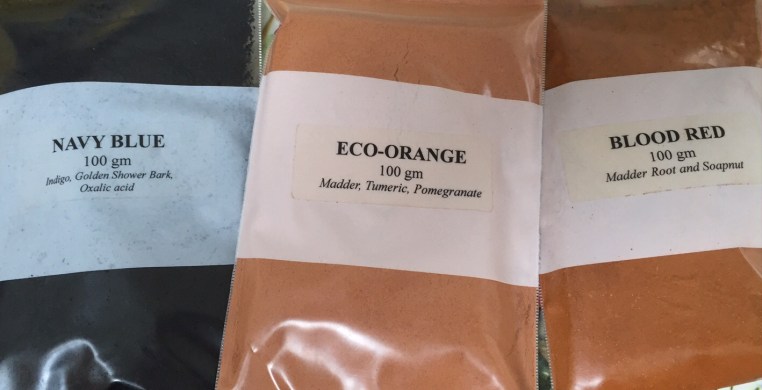 NAVY BLUE
100 gm
Indigo, Golden Shower Bark,
Oxalic acid
ECO-ORANGE
100 gm
Madder, Tumeric, Pomegranate
BLOOD RED
100 gm
Madder Root and Soapnut